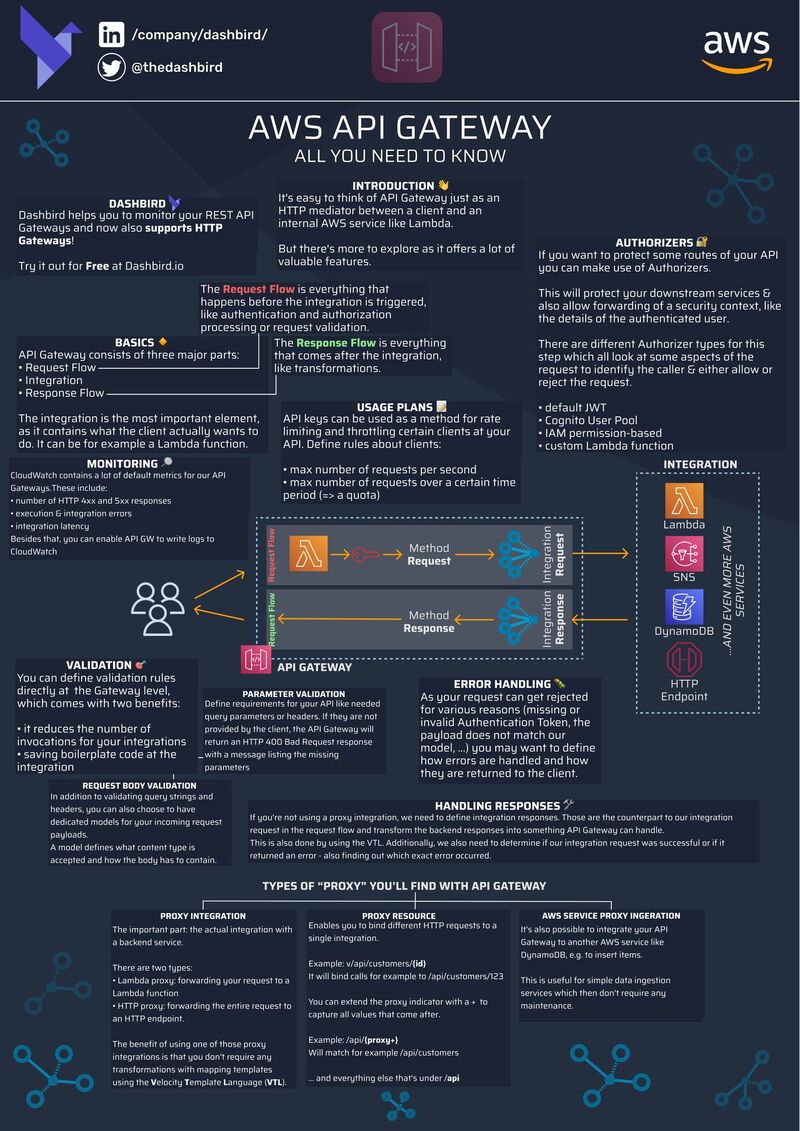 /company/dashbird/
@thedashbird
aws
AWS API GATEWAY
ALL YOU NEED TO KNOW
DASHBIRD
Dashbird helps you to monitor your REST API
Gateways and now also supports HTTP
Gateways!
Try it out for Free at Dashbird.io
INTRODUCTION
It's easy to think of API Gateway just as an
HTTP mediator between a client and an
internal AWS service like Lambda.
But there's more to explore as it offers a lot of
valuable features.
AUTHORIZERS
If you want to protect some routes of your API
you can make use of Authorizers.
This will protect your downstream services &
also allow forwarding of a security context, like
the details of the authenticated user.
There are different Authorizer types for this
step which all look at some aspects of the
request to identify the caller & either allow or
reject the request.
• default JWT
• Cognito User Pool
• IAM permission-based
• custom Lambda function
The Request Flow is everything that
happens before the integration is triggered,
like authentication and authorization
processing or request validation.
BASICS
API Gateway consists of three major parts:
• Request Flow
• Integration
• Response Flow
The integration is the most important element,
as it contains what the client actually wants to
do. It can be for example a Lambda function.
The Response Flow is everything
that comes after the integration,
like transformations.
USAGE PLANS
API keys can be used as a method for rate
limiting and throttling certain clients at your
API. Define rules about clients:
• max number of requests per second
• max number of requests over a certain time
period (=> a quota)
MONITORING
CloudWatch contains a lot of default metrics for our API
Gateways.These include:
• number of HTTP 4xx and 5xx responses
• execution & integration errors
• integration latency
Besides that, you can enable API GW to write logs to
CloudWatch
INTEGRATION
Lambda
SNS
DynamoDB
HTTP
Endpoint
...AND EVEN MORE AWS
SERVICES
Request Flow
Method
Request
Integration
Request
Request Flow
Method
Response
Integration
Response
API GATEWAY
VALIDATION
You can define validation rules
directly at the Gateway level,
which comes with two benefits:
• it reduces the number of
invocations for your integrations
• saving boilerplate code at the
integration
PARAMETER VALIDATION
Define requirements for your API like needed
query parameters or headers. If they are not
provided by the client, the API Gateway will
return an HTTP 400 Bad Request response
with a message listing the missing
parameters
ERROR HANDLING
As your request can get rejected
for various reasons (missing or
invalid Authentication Token, the
payload does not match our
model, ...) you may want to define
how errors are handled and how
they are returned to the client.
REQUEST BODY VALIDATION
In addition to validating query strings and
headers, you can also choose to have
dedicated models for your incoming request
payloads.
A model defines what content type is
accepted and how the body has to contain.
HANDLING RESPONSES
If you're not using a proxy integration, we need to define integration responses. Those are the counterpart to our integration
request in the request flow and transform the backend responses into something API Gateway can handle.
This is also done by using the VTL. Additionally, we also need to determine if our integration request was successful or if it
returned an error - also finding out which exact error occurred.
TYPES OF “PROXY” YOU'LL FIND WITH API GATEWAY
PROXY INTEGRATION
The important part: the actual integration with
a backend service.
There are two types:
• Lambda proxy: forwarding your request to a
Lambda function
• HTTP proxy: forwarding the entire request to
an HTTP endpoint.
The benefit of using one of those proxy
integrations is that you don't require any
transformations with mapping templates
using the Velocity Template Language (VTL).
PROXY RESOURCE
Enables you to bind different HTTP requests to a
single integration.
Example: v/api/customers/{id}
It will bind calls for example to /api/customers/123
You can extend the proxy indicator with a + to
capture all values that come after.
Example: /api/{proxy+}
Will match for example /api/customers
... and everything else that's under /api
AWS SERVICE PROXY INGERATION
It's also possible to integrate your API
Gateway to another AWS service like
DynamoDB, e.g. to insert items.
This is useful for simple data ingestion
services which then don't require any
maintenance.